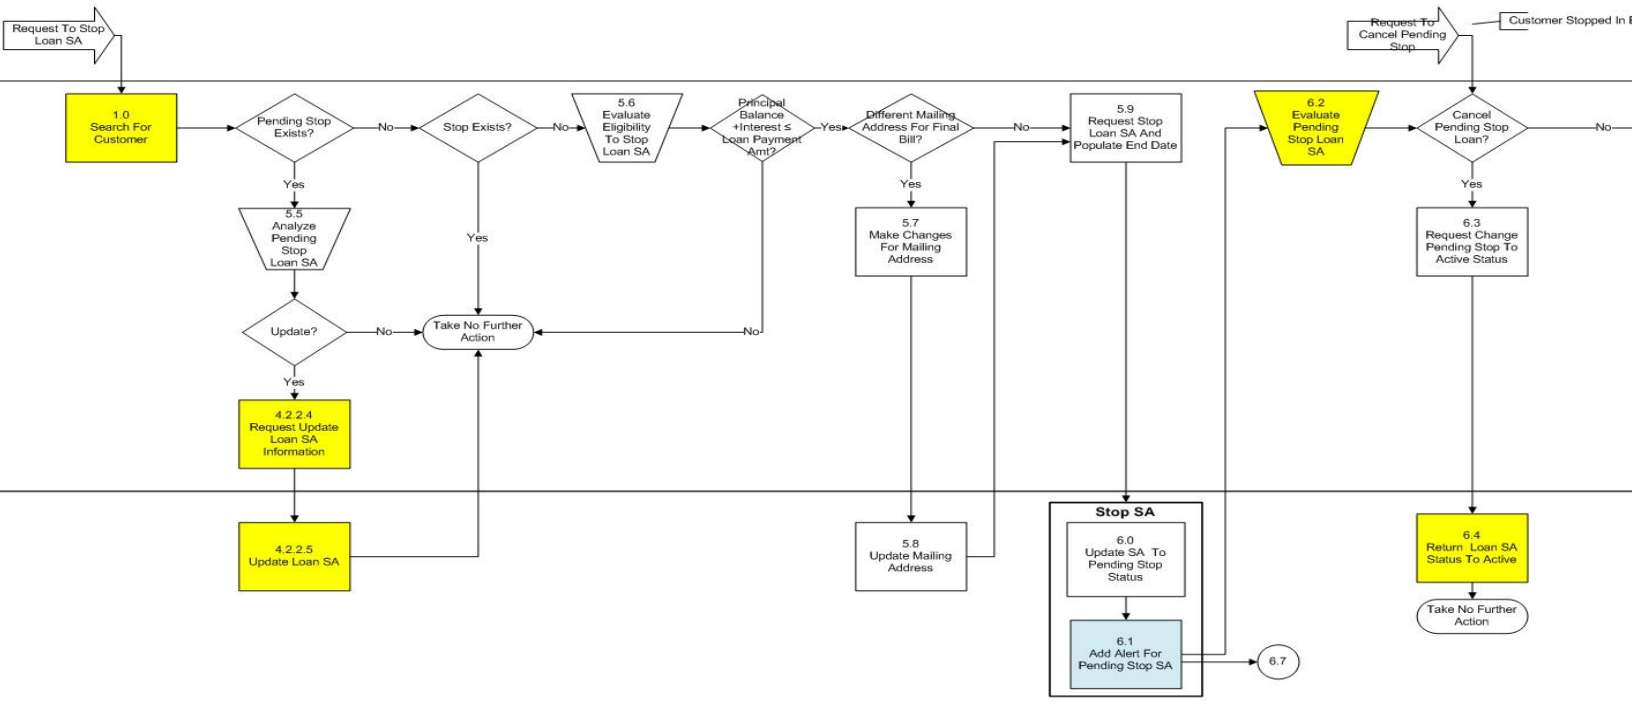 Request To Stop
Loan SA
Request To
Cancel Pending
Stop
Customer Stopped In E
1.0
Search For
Customer
Pending Stop
Exists?
No
Stop Exists?
No
5.6
Evaluate
Eligibility
To Stop
Loan SA
Principal
Balance
+Interest ≤
Loan Payment
Amt?
Yes
Different Mailing
Address For Final
Bill?
No
5.9
Request Stop
Loan SA And
Populate End Date
6.2
Evaluate
Pending
Stop Loan
SA
Cancel
Pending Stop
Loan?
No
Yes
Yes
Yes
Yes
5.5
Analyze
Pending
Stop
Loan SA
5.7
Make Changes
For Mailing
Address
6.3
Request Change
Pending Stop To
Active Status
Update?
No
Take No Further
Action
No
Yes
4.2.2.4
Request Update
Loan SA
Information
4.2.2.5
Update Loan SA
5.8
Update Mailing
Address
Stop SA
6.0
Update SA To
Pending Stop
Status
6.1
Add Alert For
Pending Stop SA
6.7
6.4
Return Loan SA
Status To Active
Take No Further
Action